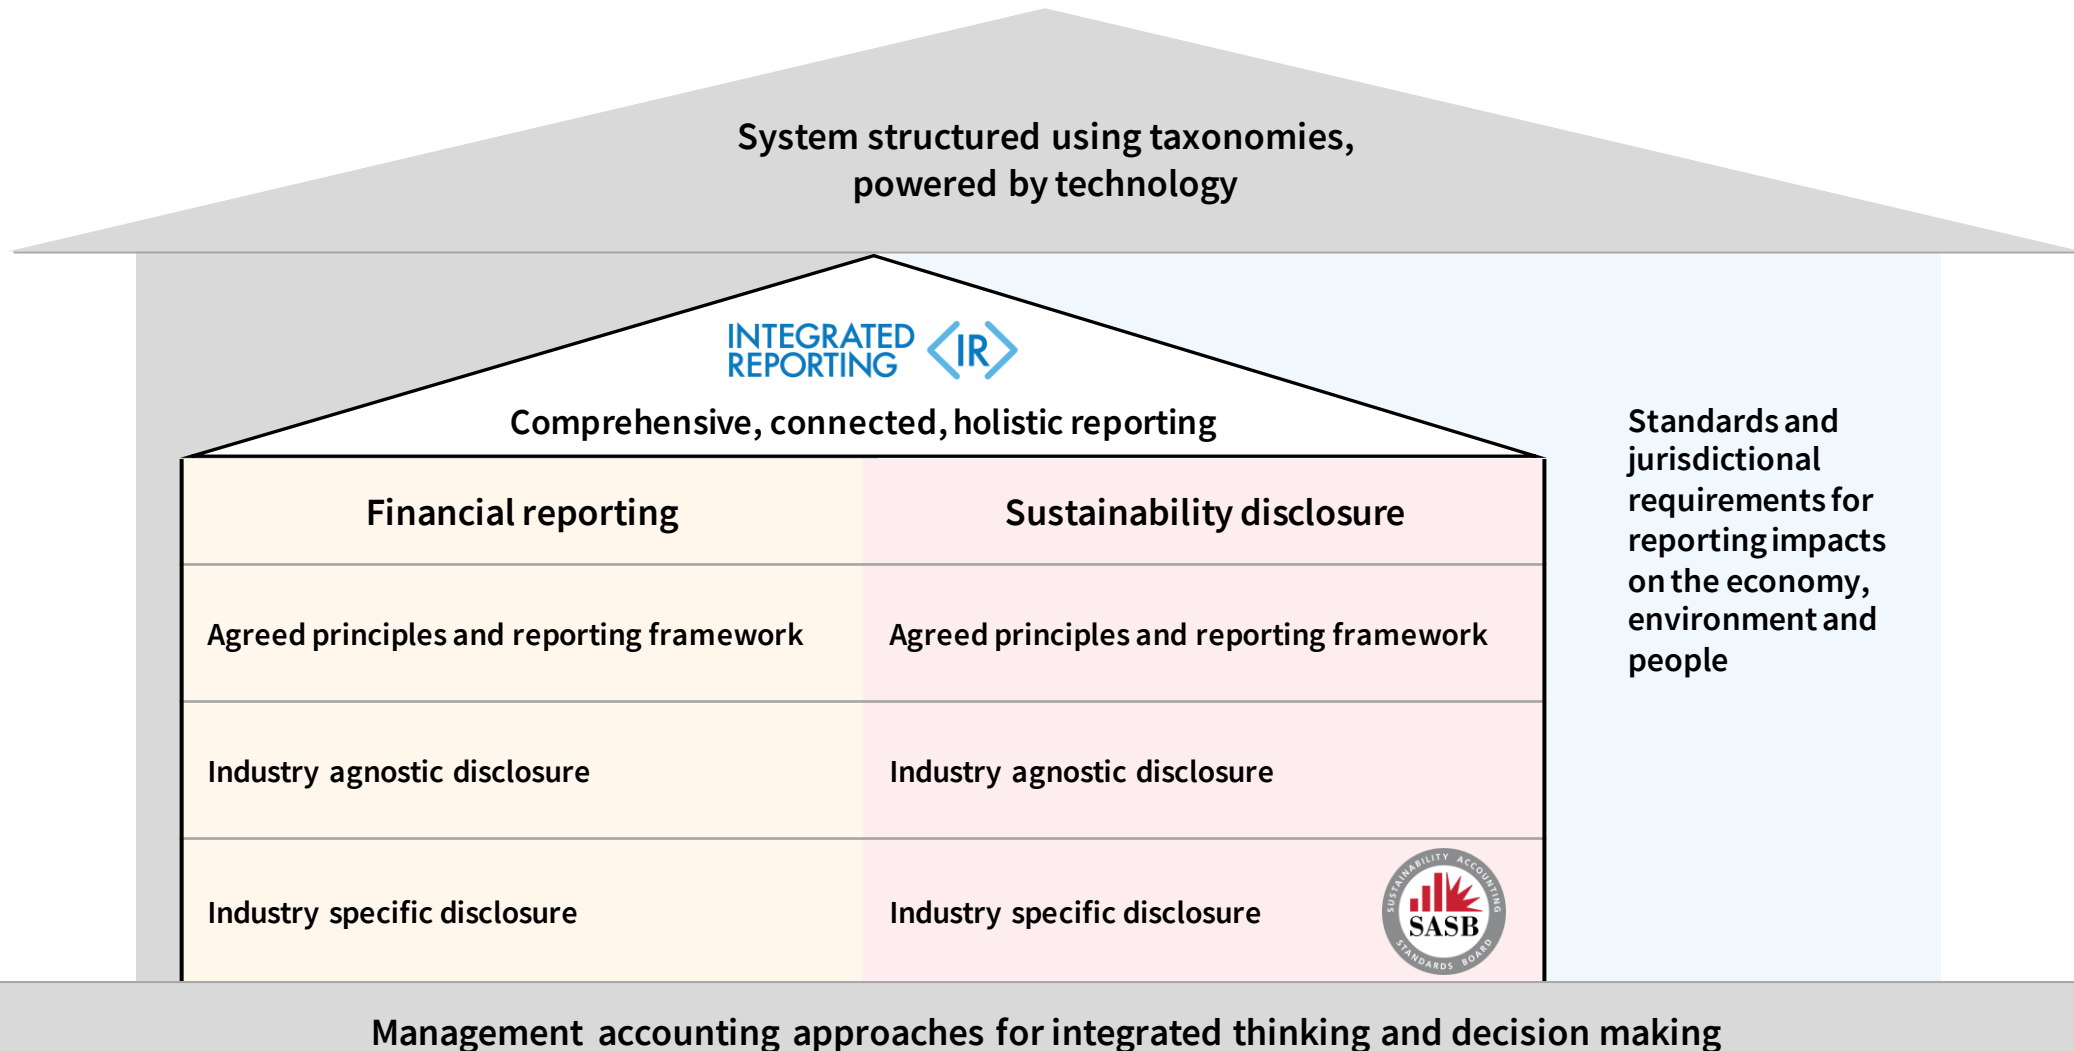 System structured using taxonomies,
powered by technology
INTEGRATED
REPORTING
<IR>
Comprehensive, connected, holistic reporting
Financial reporting
Sustainability disclosure
Agreed principles and reporting framework
Agreed principles and reporting framework
Industry agnostic disclosure
Industry agnostic disclosure
Industry specific disclosure
Industry specific disclosure
SUSTAINABILITY ACCOUNTING
SASB
STANDARDS BOARD
Standards and
jurisdictional
requirements for
reporting impacts
on the economy,
environment and
people
Management accounting approaches for integrated thinking and decision making